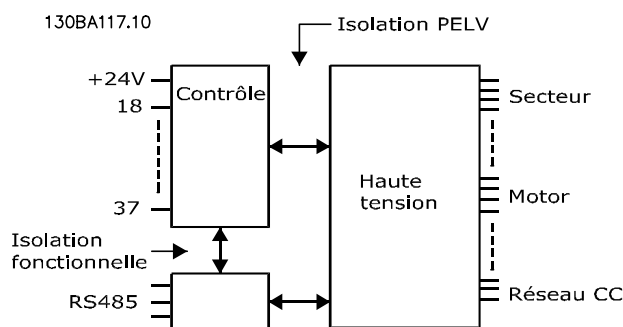 130BA117.10
Isolation PELV
+24V
18
37
Contrôle
Haute
tension
Secteur
Motor
Réseau CC
Isolation
fonctionnelle
RS485